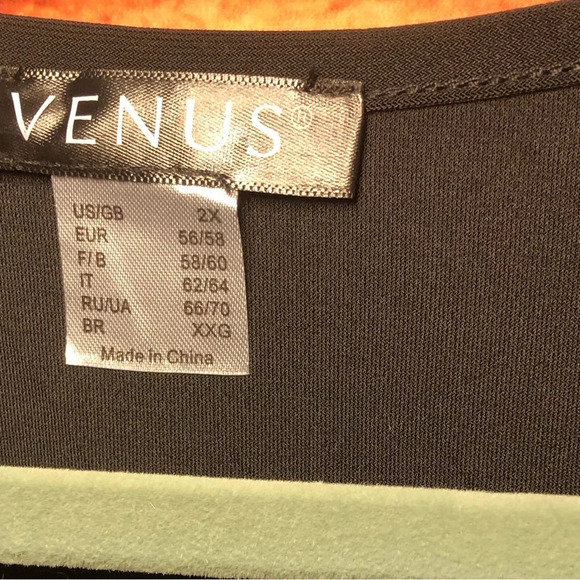 VENUS®
US/GB 2X
EUR 56/58
F/B 58/60
IT 62/64
RU/UA 66/70
BR XXG
Made in China